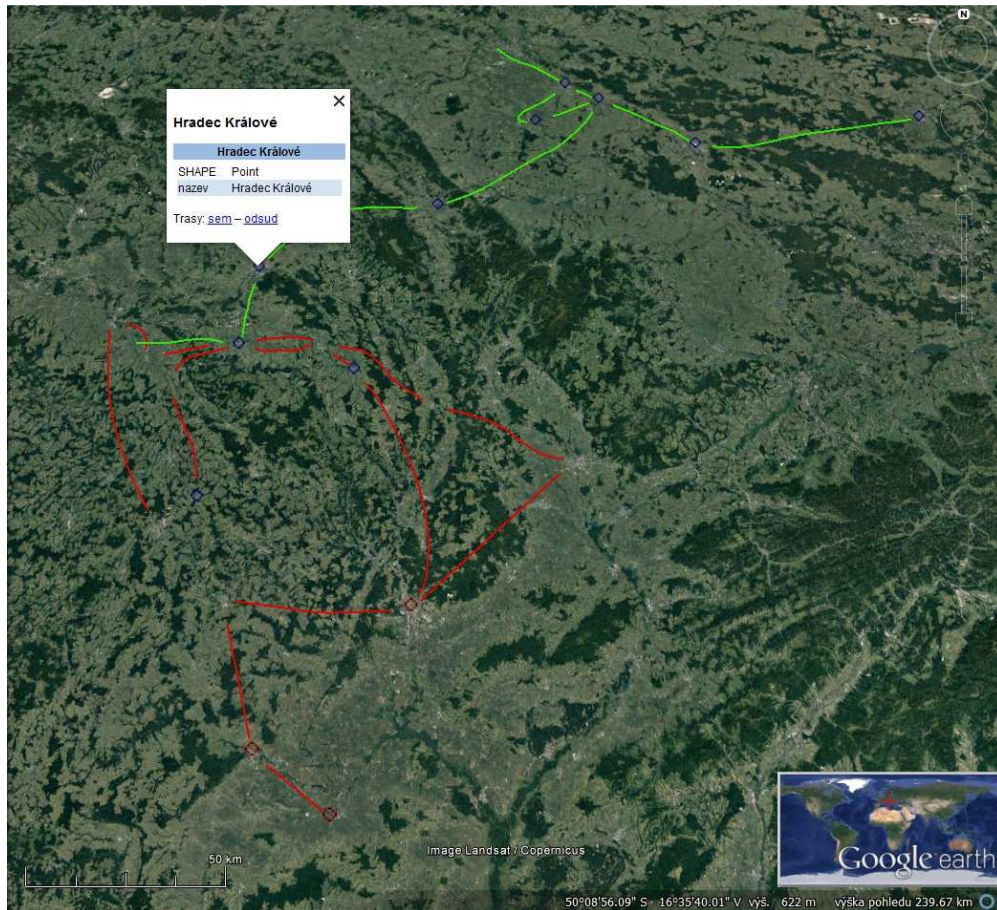 N
Hradec Králové
Hradec Králové
SHAPE Point
nazev Hradec Králové
Trasy: sem – odsud
50 km
Image Landsat / Copernicus
Google earth
50°08'56.09" S 16°35'40.01" V výš. 622 m výška pohledu 239.67 km